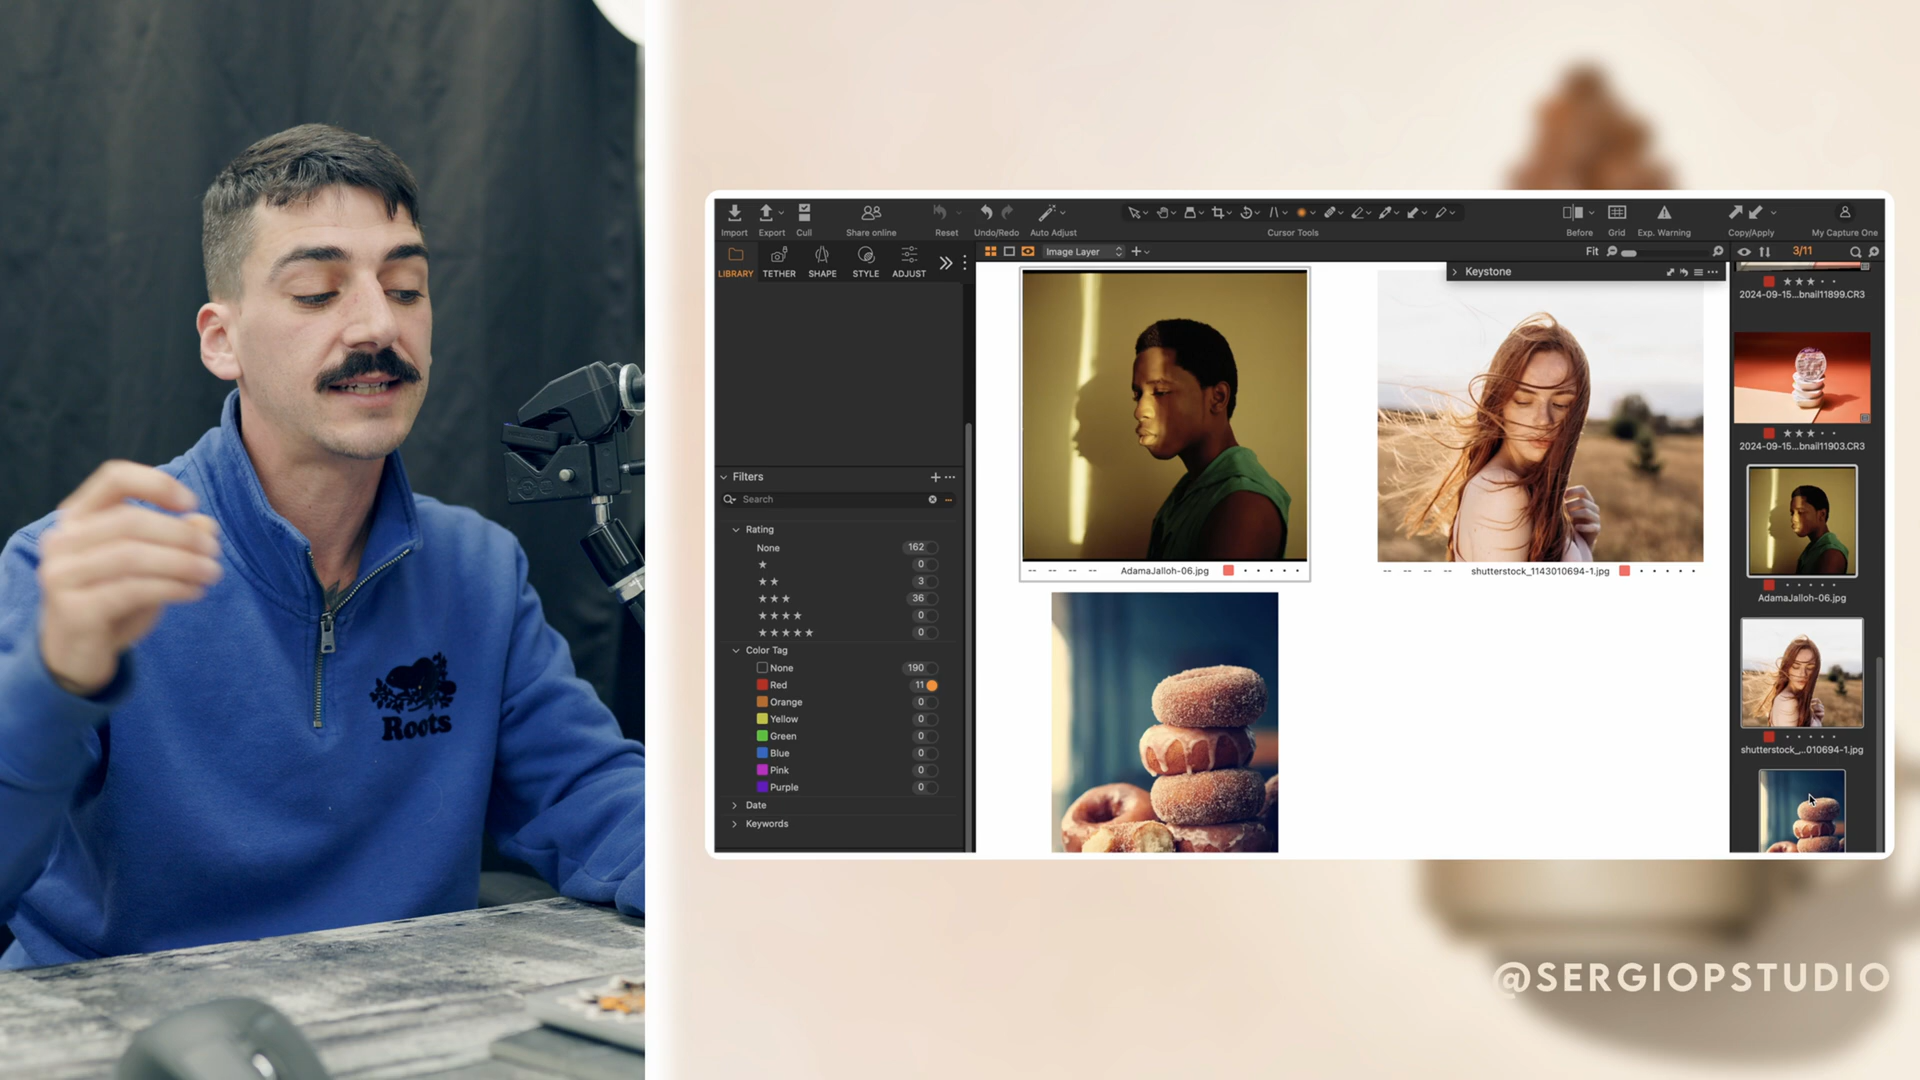 Import
Export
Cull
Share online
Reset
Undo/Redo
Auto Adjust
Cursor Tools
Before
Grid
Exp. Warning
Copy/Apply
My Capture One
LIBRARY
TETHER
SHAPE
STYLE
ADJUST
Image Layer
Fit
3/11
Keystone
Filters
Search
Rating
None 162
0
3
36
0
0
Color Tag
None 190
Red 11
Orange 0
Yellow 0
Green 0
Blue 0
Pink 0
Purple 0
Date
Keywords
AdamaJalloh-06.jpg
shutterstock_1143010694-1.jpg
2024-09-15...bnail11899.CR3
2024-09-15...bnail11903.CR3
AdamaJalloh-06.jpg
shutterstock_...010694-1.jpg
Roots
@SERGIOPSTUDIO